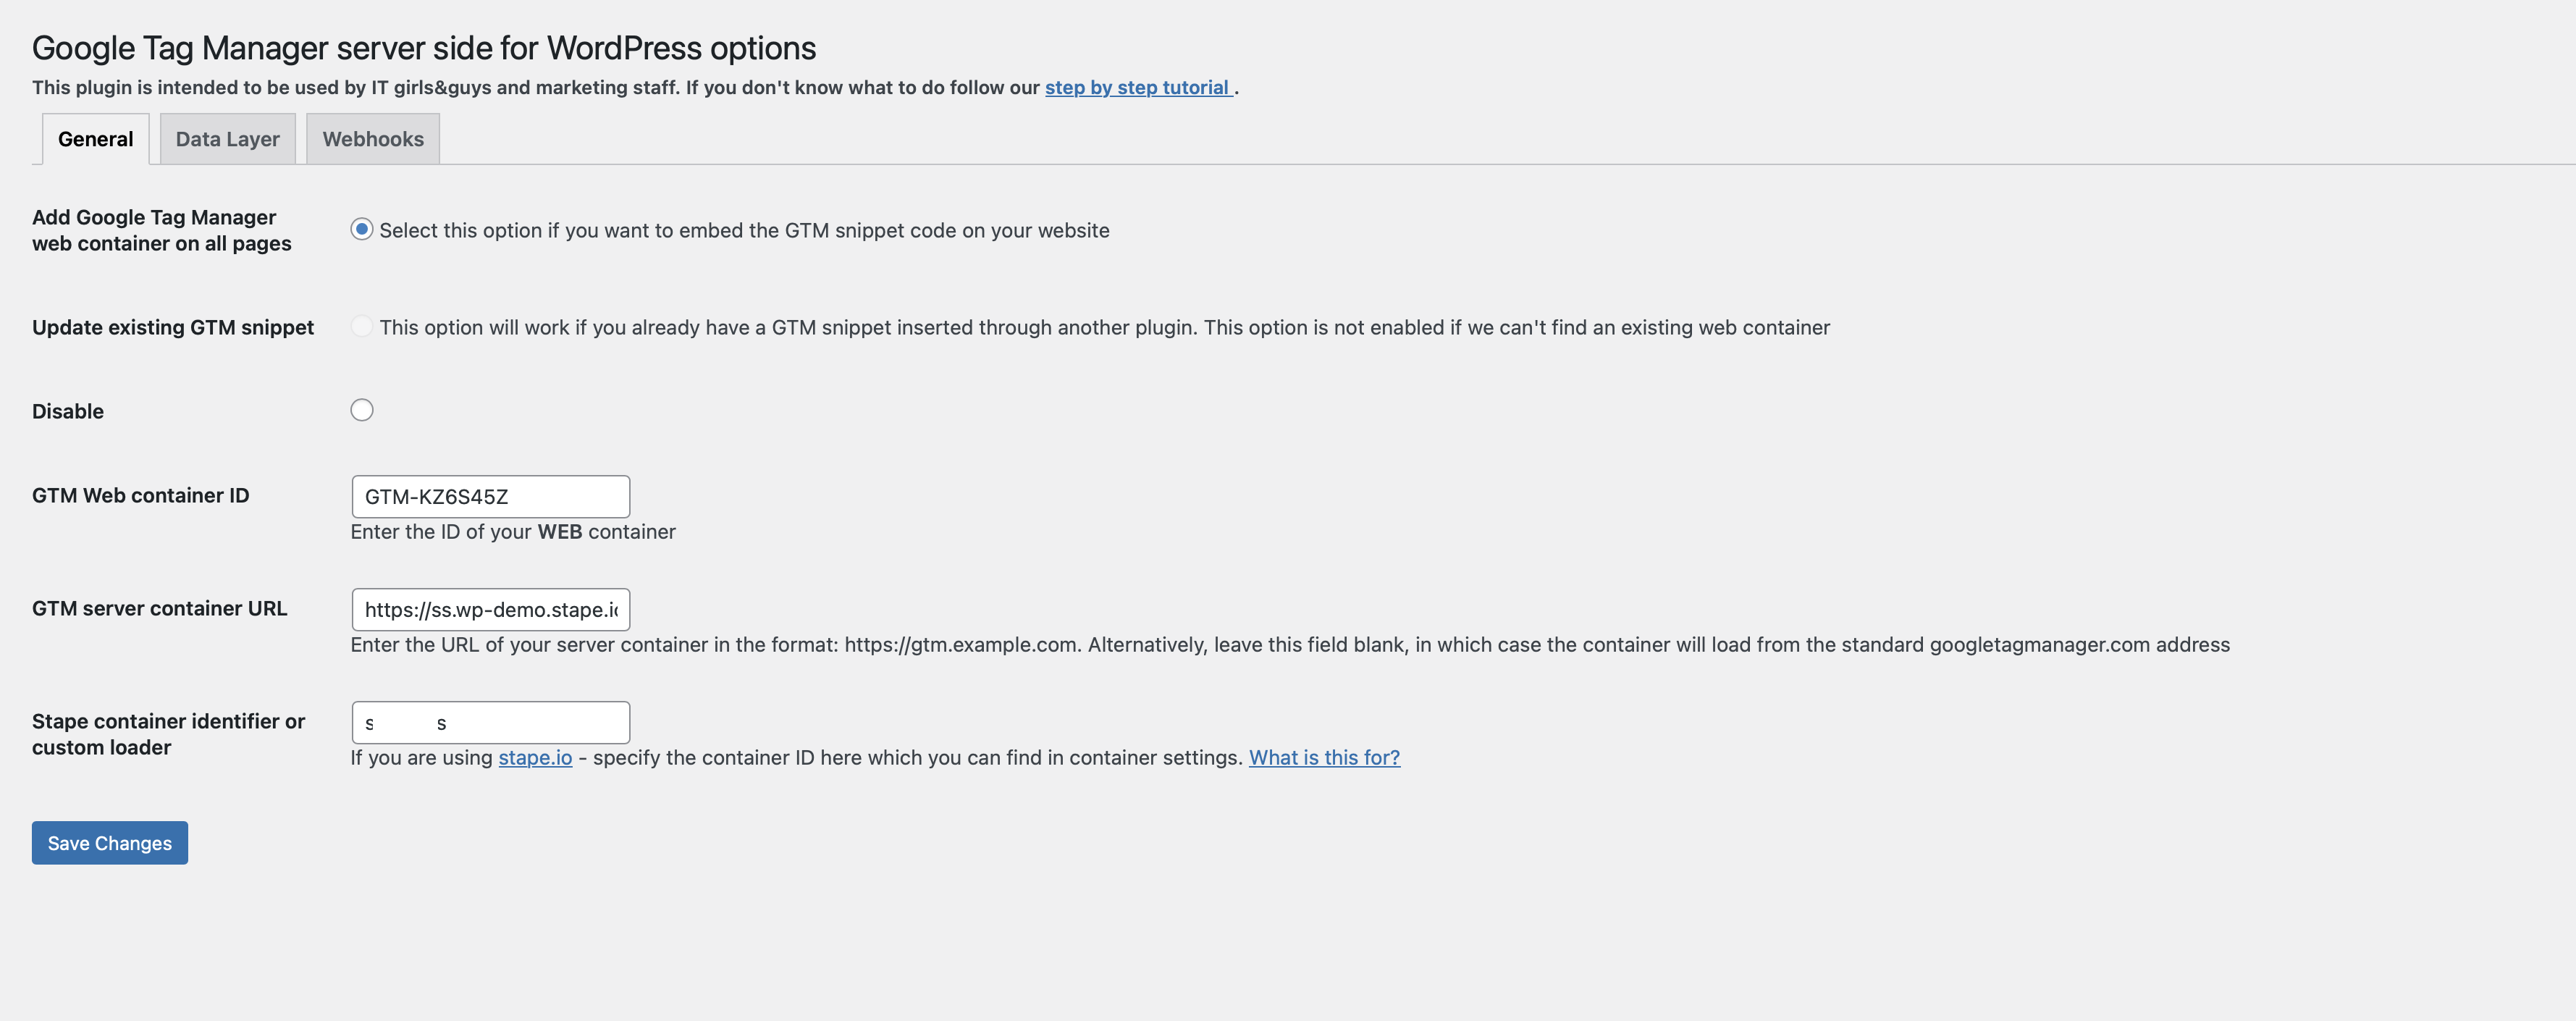 Google Tag Manager server side for WordPress options
This plugin is intended to be used by IT girls&guys and marketing staff. If you don't know what to do follow our step by step tutorial .
General Data Layer Webhooks
Add Google Tag Manager
web container on all pages
Select this option if you want to embed the GTM snippet code on your website
Update existing GTM snippet
This option will work if you already have a GTM snippet inserted through another plugin. This option is not enabled if we can't find an existing web container
Disable
GTM Web container ID
GTM-KZ6S45Z
Enter the ID of your WEB container
GTM server container URL
https://ss.wp-demo.stape.i
Enter the URL of your server container in the format: https://gtm.example.com. Alternatively, leave this field blank, in which case the container will load from the standard googletagmanager.com address
Stape container identifier or
custom loader
s s
If you are using stape.io - specify the container ID here which you can find in container settings. What is this for?
Save Changes